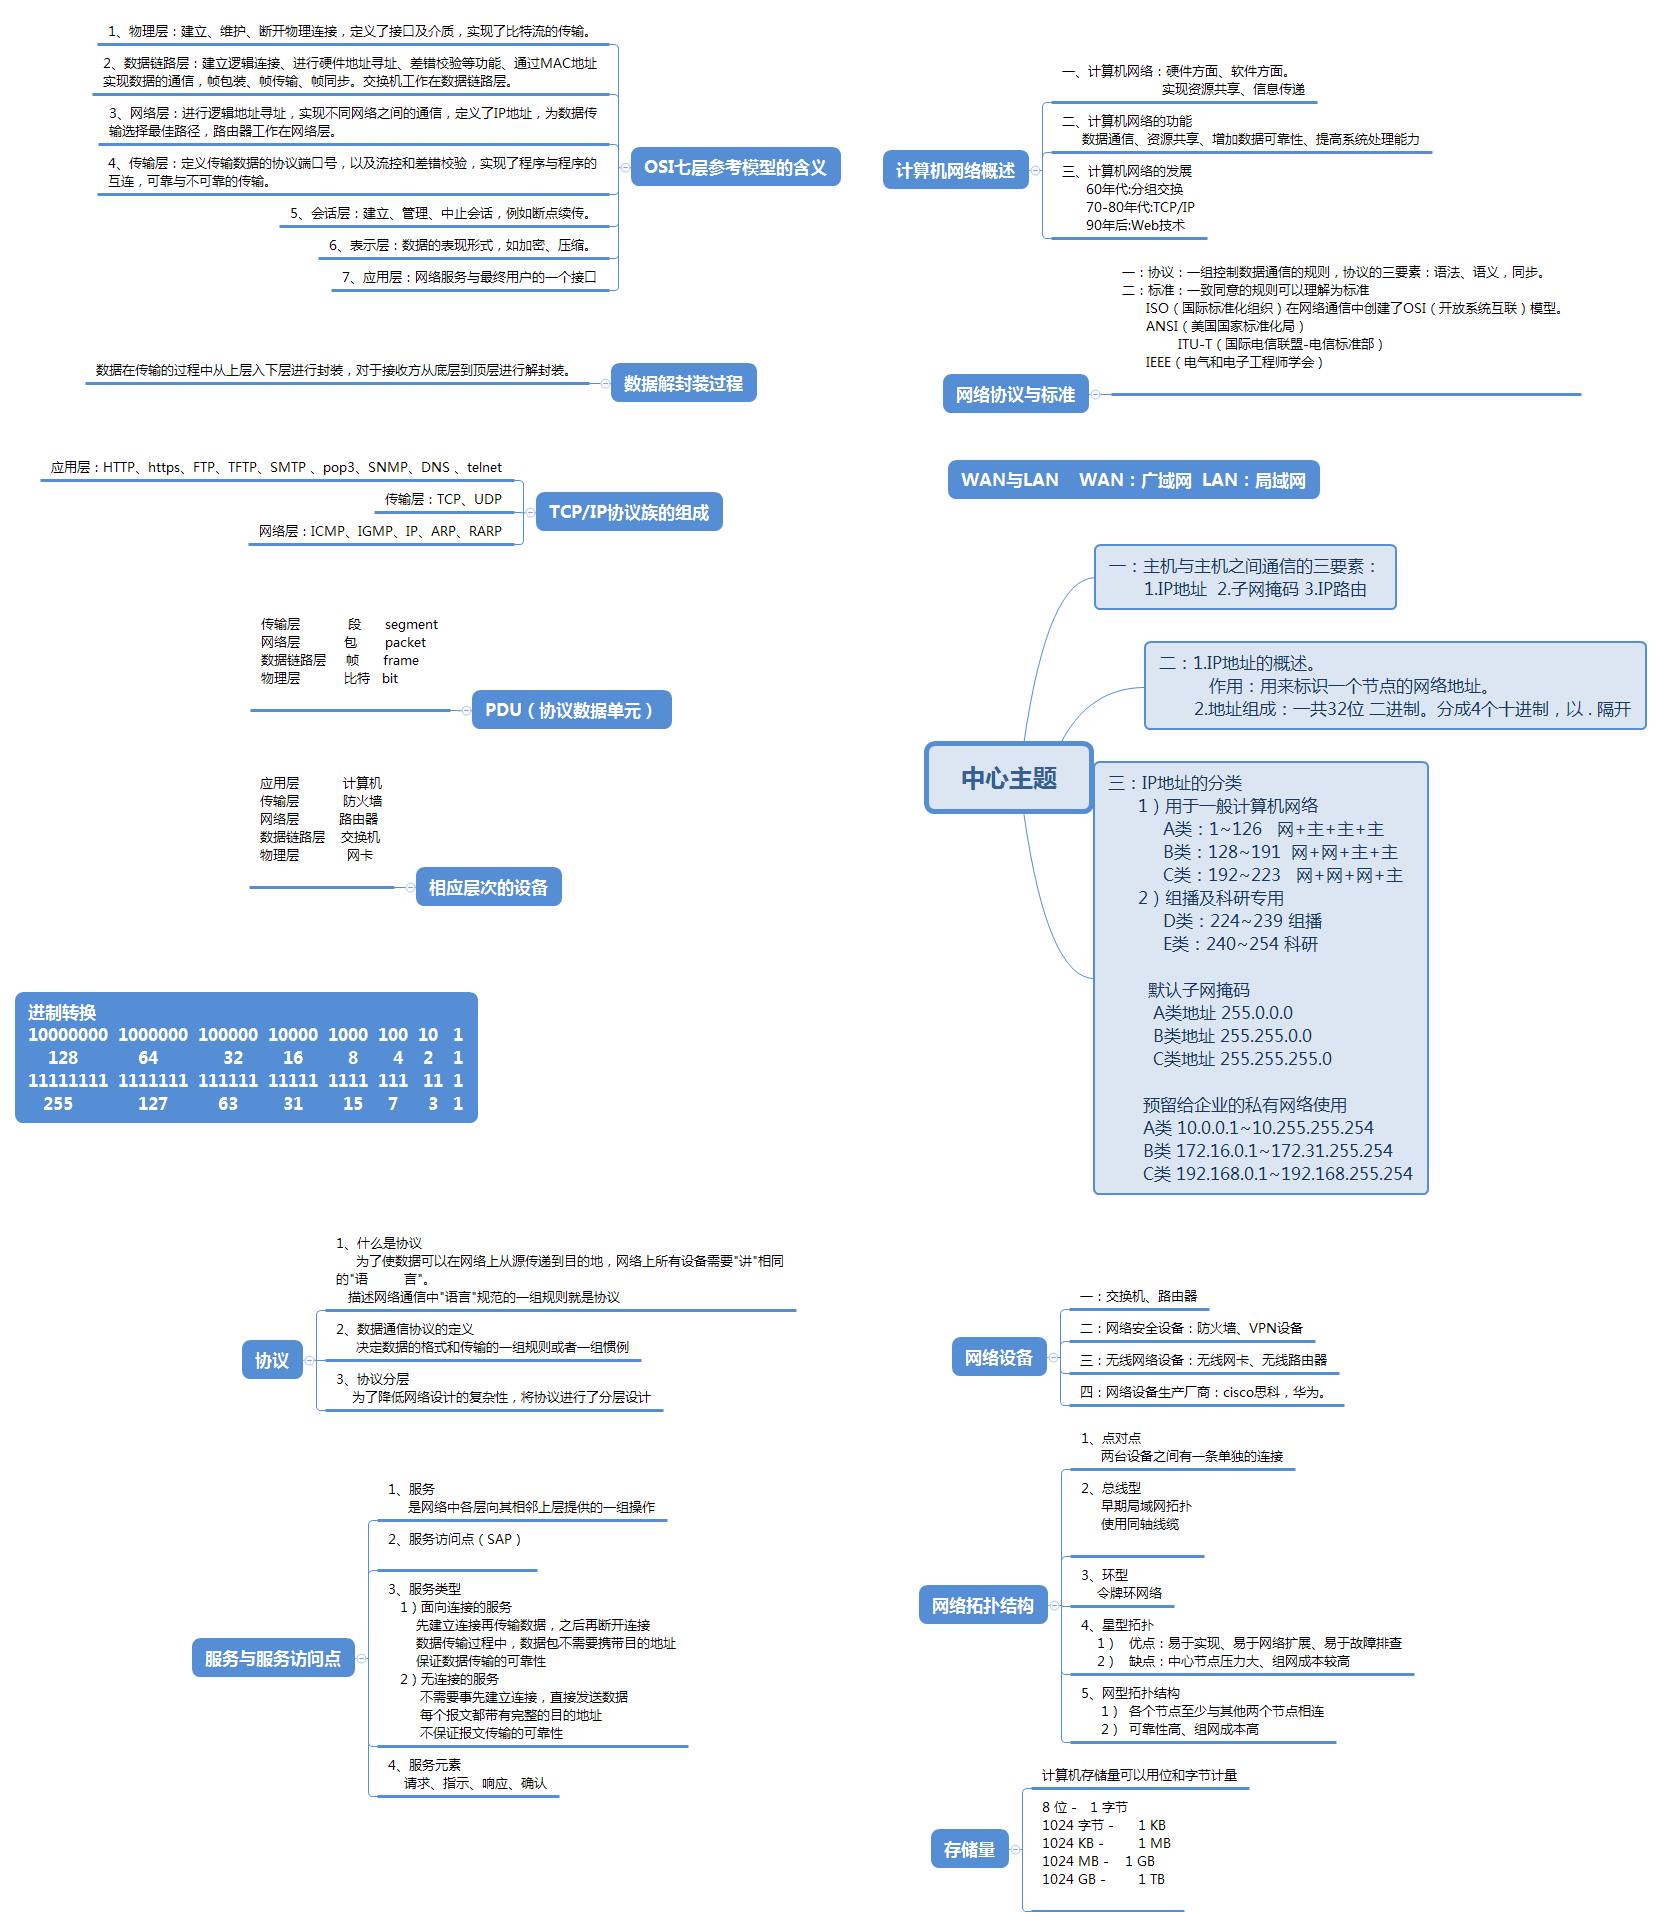 1、物理层：建立、维护、断开物理连接，定义了接口及介质，实现了比特流的传输。
2、数据链路层：建立逻辑连接、进行硬件地址寻址、差错校验等功能、通过MAC地址
实现数据的通信，帧包装、帧传输、帧同步。交换机工作在数据链路层。
3、网络层：进行逻辑地址寻址，实现不同网络之间的通信，定义了IP地址，为数据传
输选择最佳路径，路由器工作在网络层。
4、传输层：定义传输数据的协议端口号，以及流控和差错校验，实现了程序与程序的
互连，可靠与不可靠的传输。
5、会话层：建立、管理、中止会话，例如断点续传。
6、表示层：数据的表现形式，如加密、压缩。
7、应用层：网络服务与最终用户的一个接口
OSI七层参考模型的含义
数据在传输的过程中从上层入下层进行封装，对于接收方从底层到顶层进行解封装。
数据解封装过程
应用层：HTTP、https、FTP、TFTP、SMTP 、pop3、SNMP、DNS 、telnet
传输层：TCP、UDP
网络层：ICMP、IGMP、IP、ARP、RARP
TCP/IP协议族的组成
传输层 段 segment
网络层 包 packet
数据链路层 帧 frame
物理层 比特 bit
PDU（协议数据单元）
应用层 计算机
传输层 防火墙
网络层 路由器
数据链路层 交换机
物理层 网卡
相应层次的设备
进制转换
10000000 1000000 100000 10000 1000 100 10 1
128 64 32 16 8 4 2 1
11111111 1111111 111111 11111 1111 111 11 1
255 127 63 31 15 7 3 1
计算机网络概述
一、计算机网络：硬件方面、软件方面。
实现资源共享、信息传递
二、计算机网络的功能
数据通信、资源共享、增加数据可靠性、提高系统处理能力
三、计算机网络的发展
60年代:分组交换
70-80年代:TCP/IP
90年后:Web技术
网络协议与标准
一：协议：一组控制数据通信的规则，协议的三要素：语法、语义，同步。
二：标准：一致同意的规则可以理解为标准
ISO（国际标准化组织）在网络通信中创建了OSI（开放系统互联）模型。
ANSI（美国国家标准化局）
ITU-T（国际电信联盟-电信标准部）
IEEE（电气和电子工程师学会）
WAN与LAN WAN：广域网 LAN：局域网
中心主题
一：主机与主机之间通信的三要素：
1.IP地址 2.子网掩码 3.IP路由
二：1.IP地址的概述。
作用：用来标识一个节点的网络地址。
2.地址组成：一共32位 二进制。分成4个十进制，以 . 隔开
三：IP地址的分类
1）用于一般计算机网络
A类：1~126 网+主+主+主
B类：128~191 网+网+主+主
C类：192~223 网+网+网+主
2）组播及科研专用
D类：224~239 组播
E类：240~254 科研
默认子网掩码
A类地址 255.0.0.0
B类地址 255.255.0.0
C类地址 255.255.255.0
预留给企业的私有网络使用
A类 10.0.0.1~10.255.255.254
B类 172.16.0.1~172.31.255.254
C类 192.168.0.1~192.168.255.254
协议
1、什么是协议
为了使数据可以在网络上从源传递到目的地，网络上所有设备需要"讲"相同
的"语 言"。
描述网络通信中"语言"规范的一组规则就是协议
2、数据通信协议的定义
决定数据的格式和传输的一组规则或者一组惯例
3、协议分层
为了降低网络设计的复杂性，将协议进行了分层设计
服务与服务访问点
1、服务
是网络中各层向其相邻上层提供的一组操作
2、服务访问点（SAP）
3、服务类型
1）面向连接的服务
先建立连接再传输数据，之后再断开连接
数据传输过程中，数据包不需要携带目的地址
保证数据传输的可靠性
2）无连接的服务
不需要事先建立连接，直接发送数据
每个报文都带有完整的目的地址
不保证报文传输的可靠性
4、服务元素
请求、指示、响应、确认
网络设备
一：交换机、路由器
二：网络安全设备：防火墙、VPN设备
三：无线网络设备：无线网卡、无线路由器
四：网络设备生产厂商：cisco思科，华为。
网络拓扑结构
1、点对点
两台设备之间有一条单独的连接
2、总线型
早期局域网拓扑
使用同轴线缆
3、环型
令牌环网络
4、星型拓扑
1） 优点：易于实现、易于网络扩展、易于故障排查
2） 缺点：中心节点压力大、组网成本较高
5、网型拓扑结构
1） 各个节点至少与其他两个节点相连
2） 可靠性高、组网成本高
存储量
计算机存储量可以用位和字节计量
8 位 - 1 字节
1024 字节 - 1 KB
1024 KB - 1 MB
1024 MB - 1 GB
1024 GB - 1 TB